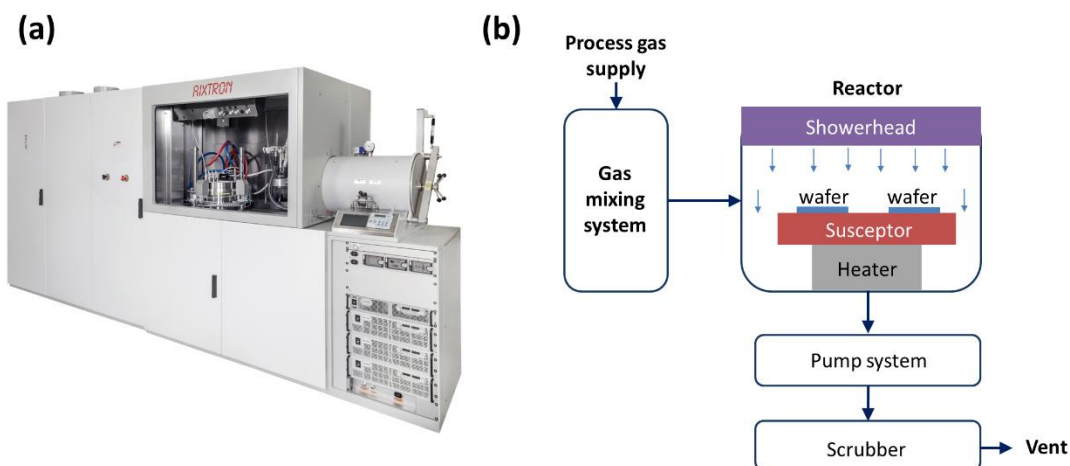 (a)
AIXTRON
(b)
Process gas
supply
Gas
mixing
system
Reactor
Showerhead
wafer wafer
Susceptor
Heater
Pump system
Scrubber
Vent